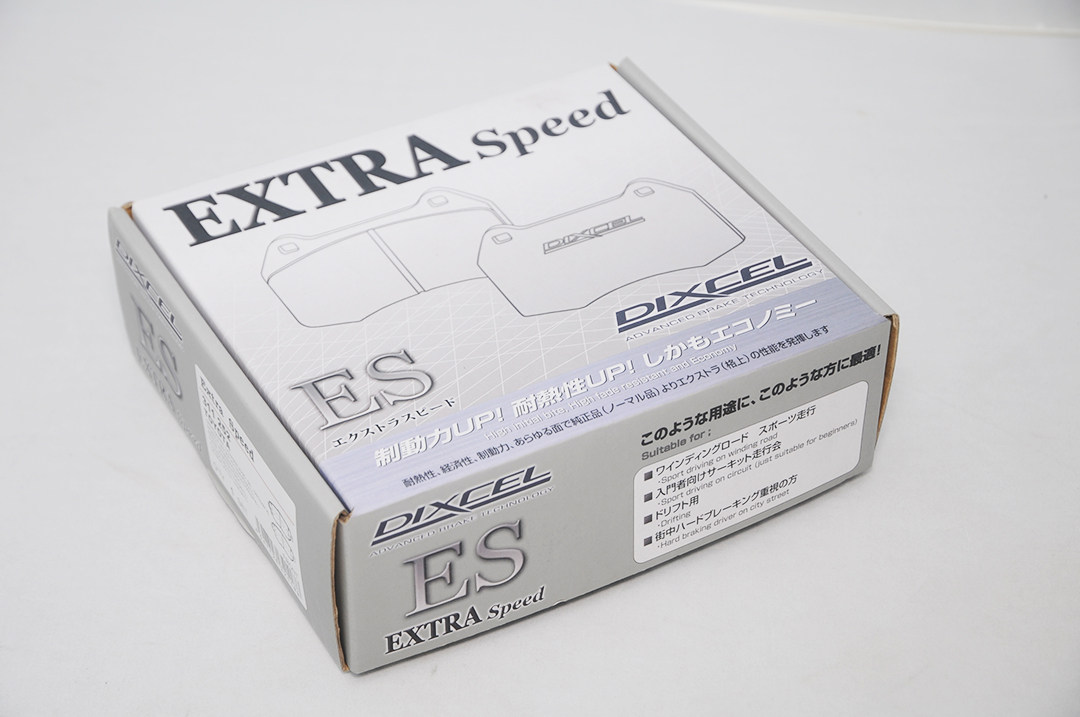 EXTRA Speed
DIXCEL
DIXCEL
ADVANCED BRAKE TECHNOLOGY
ES
エクストラスピード
制動力UP! 耐熱性UP! しかもエコノミー
High fade resistant and Economy
耐熱性、経済性、制動力、あらゆる面で純正品(ノーマル品)よりエクストラ(格上)の性能を発揮します
DIXCEL
ES
Extra Speed
DIXCEL
ADVANCED BRAKE TECHNOLOGY
ES
EXTRA Speed
このような用途に、このような方に最適!
Suitable for ;
■ ワインディングロード スポーツ走行
・Sport driving on winding road
■ 入門者向けサーキット走行会
・Sport driving on circuit (just suitable for beginners)
■ ドリフト用
・Drifting
■ 街中ハードブレーキング重視の方
・Hard braking driver on city street